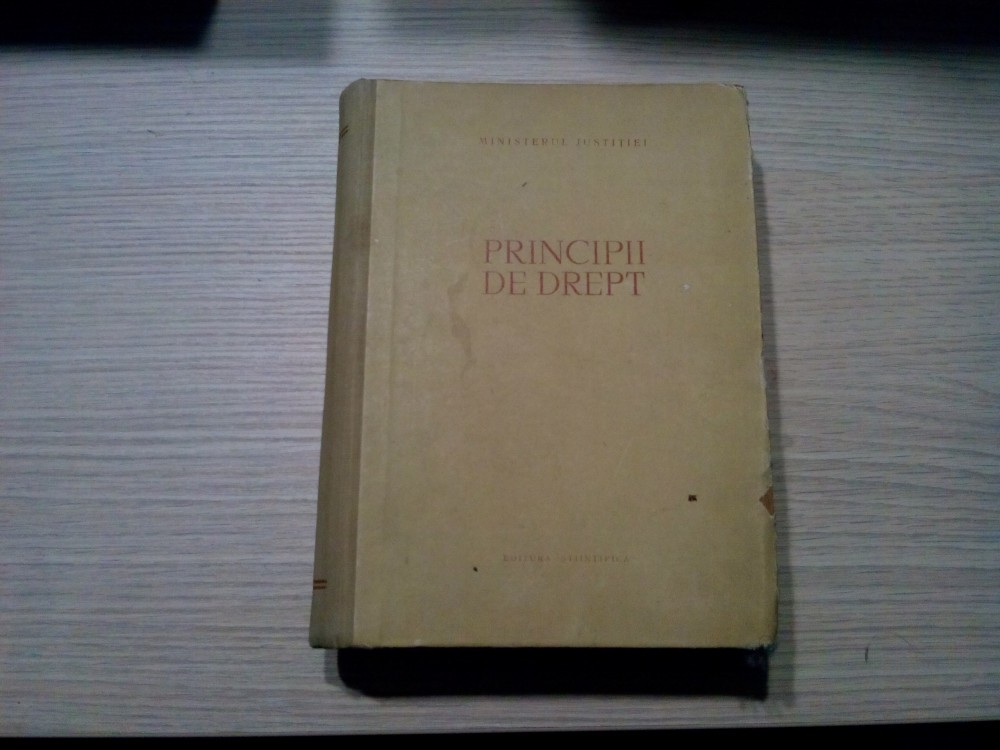 MINISTERUL JUSTIȚIEI
PRINCIPII
DE DREPT
EDITURA ȘTIINȚIFICĂ